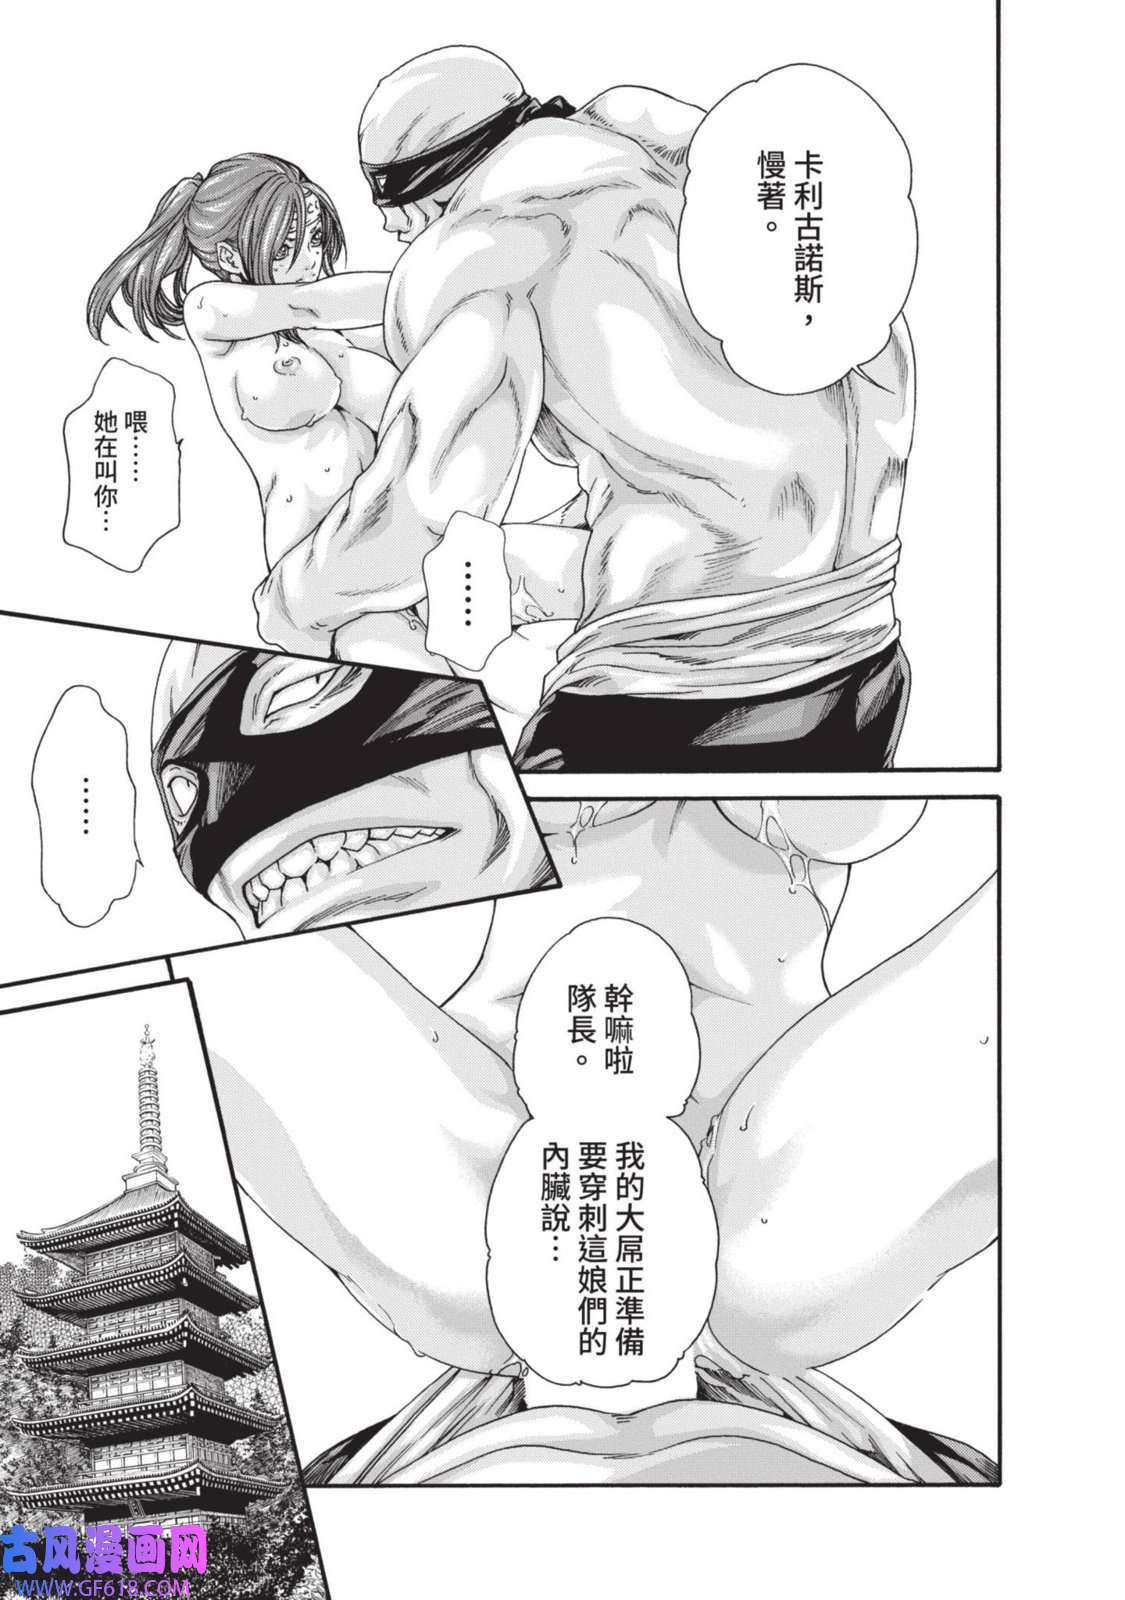 卡利古諾斯，
慢著。
喂……
她在叫你…
……
……
幹嘛啦
隊長。
我的大屌正準備
要穿刺這娘們的
內臟說…
古风漫画网
WWW.GF618.COM